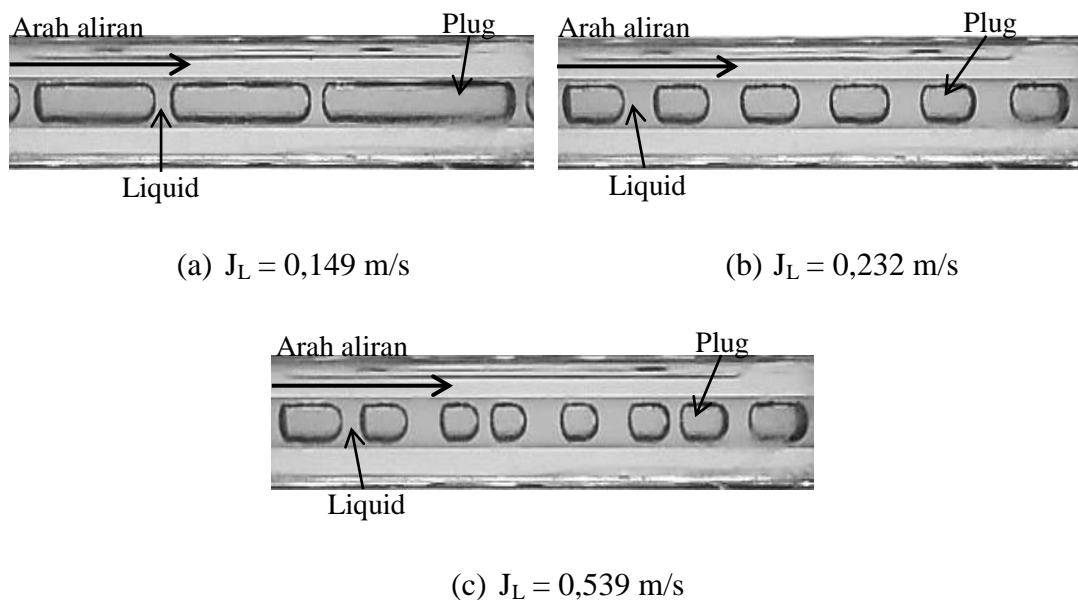 Arah aliran
Plug
Liquid
(a) J_L = 0,149 m/s
Arah aliran
Plug
Liquid
(b) J_L = 0,232 m/s
Arah aliran
Plug
Liquid
(c) J_L = 0,539 m/s